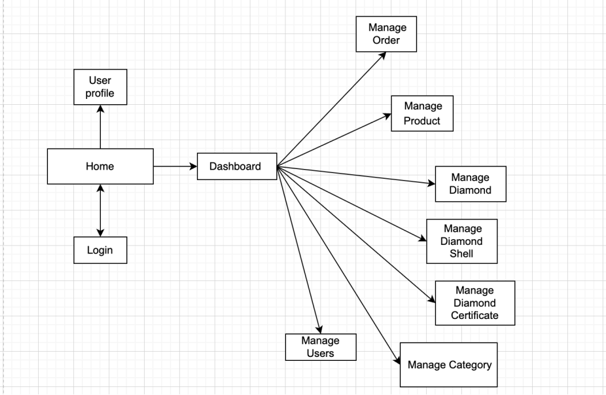 Manage
Order
User
profile
Manage
Product
Home
Dashboard
Manage
Diamond
Manage
Diamond
Shell
Login
Manage
Diamond
Certificate
Manage
Users
Manage Category